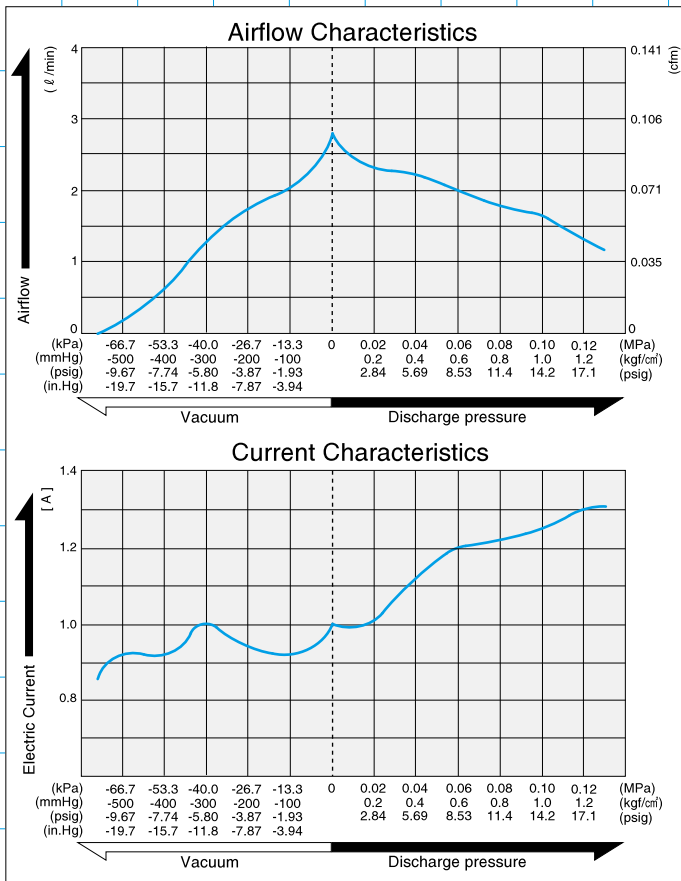 Airflow Characteristics
( ℓ /min)
(cfm)
4
3
2
1
0
0.141
0.106
0.071
0.035
0
Airflow
(kPa) -66.7 -53.3 -40.0 -26.7 -13.3 0 0.02 0.04 0.06 0.08 0.10 0.12 (MPa)
(mmHg) -500 -400 -300 -200 -100 0.2 0.4 0.6 0.8 1.0 1.2 (kgf/cm²)
(psig) -9.67 -7.74 -5.80 -3.87 -1.93 2.84 5.69 8.53 11.4 14.2 17.1 (psig)
(in.Hg) -19.7 -15.7 -11.8 -7.87 -3.94
Vacuum Discharge pressure
Current Characteristics
[ A ]
1.4
1.2
1.0
0.8
Electric Current
(kPa) -66.7 -53.3 -40.0 -26.7 -13.3 0 0.02 0.04 0.06 0.08 0.10 0.12 (MPa)
(mmHg) -500 -400 -300 -200 -100 0.2 0.4 0.6 0.8 1.0 1.2 (kgf/cm²)
(psig) -9.67 -7.74 -5.80 -3.87 -1.93 2.84 5.69 8.53 11.4 14.2 17.1 (psig)
(in.Hg) -19.7 -15.7 -11.8 -7.87 -3.94
Vacuum Discharge pressure